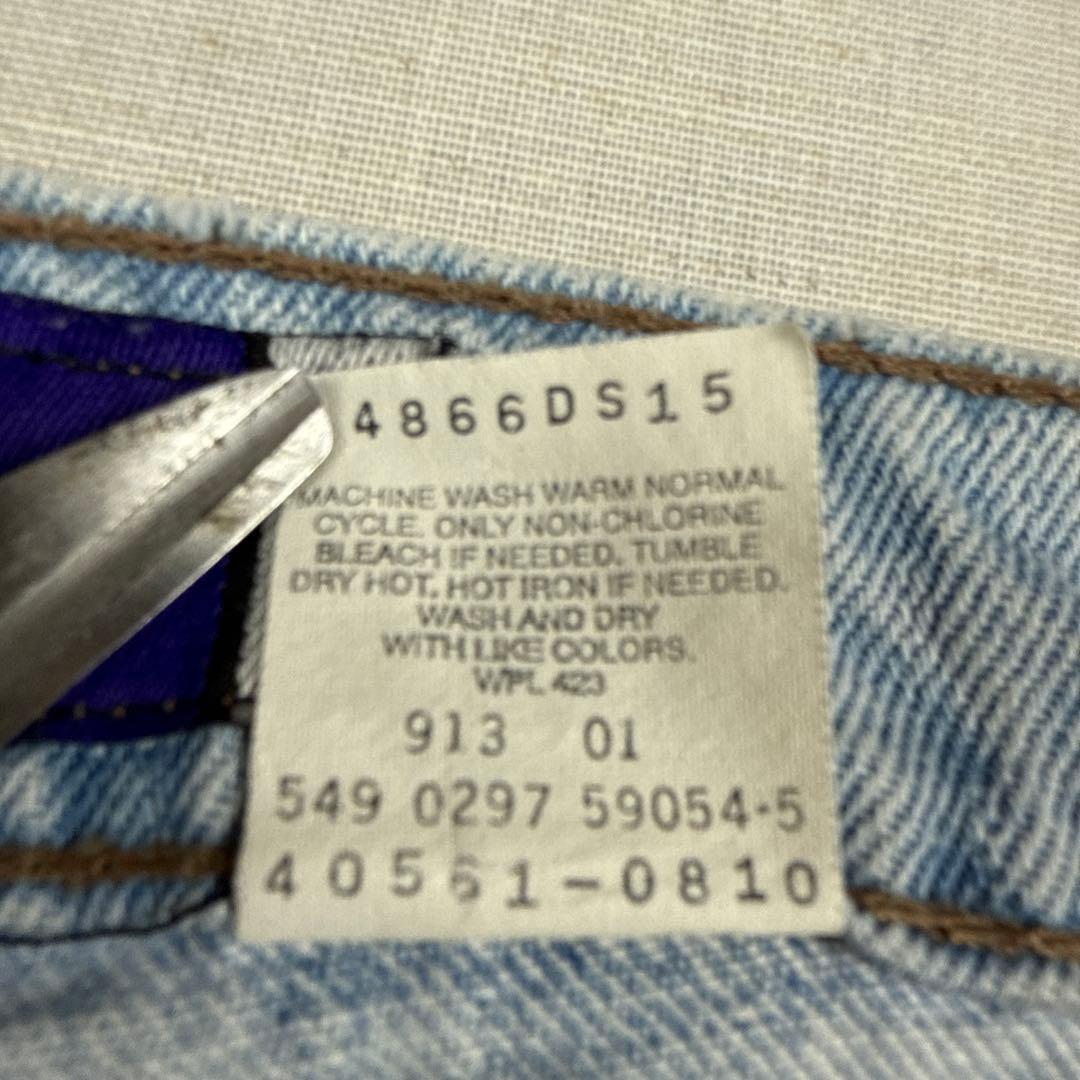 4866DS15
MACHINE WASH WARM NORMAL
CYCLE. ONLY NON-CHLORINE
BLEACH IF NEEDED. TUMBLE
DRY HOT. HOT IRON IF NEEDED.
WASH AND DRY
WITH LIKE COLORS.
WPL 423
913 01
549 0297 59054-5
40561-0810